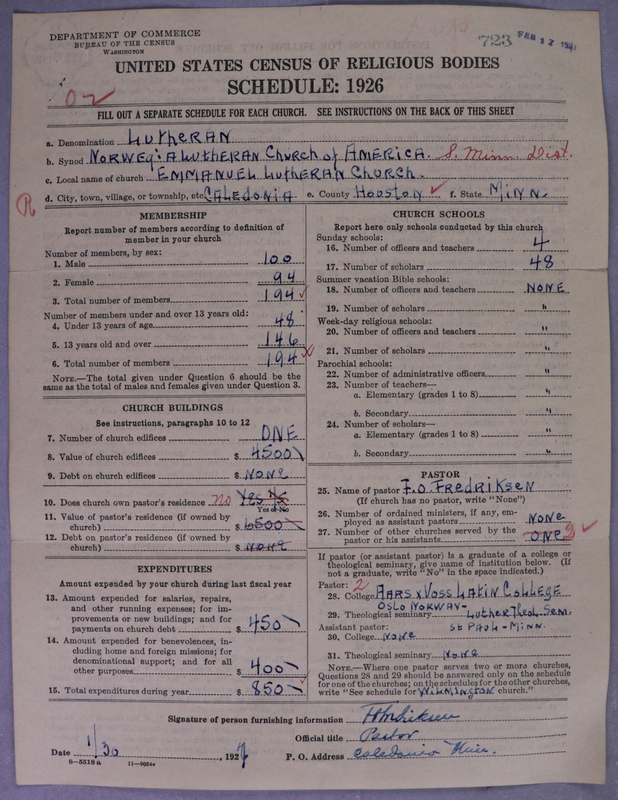 DEPARTMENT OF COMMERCE
BUREAU OF THE CENSUS
WASHINGTON
723 FEB 12 194
UNITED STATES CENSUS OF RELIGIOUS BODIES
SCHEDULE: 1926
FILL OUT A SEPARATE SCHEDULE FOR EACH CHURCH. SEE INSTRUCTIONS ON THE BACK OF THIS SHEET
a. Denomination LUTHERAN
b. Synod NORWEG: A LUTHERAN CHURCH of AMERICA. S. Minn. Dist.
c. Local name of church EMMANUEL LUTHERAN CHURCH.
d. City, town, village, or township, etc. CALEDONIA e. County HOUSTON ✓ f. State MINN.
R
MEMBERSHIP
Report number of members according to definition of
member in your church
Number of members, by sex:
1. Male 100
2. Female 94
3. Total number of members 194 ✓
Number of members under and over 13 years old:
4. Under 13 years of age 48
5. 13 years old and over 146
6. Total number of members 194 ✓
NOTE.—The total given under Question 6 should be the
same as the total of males and females given under Question 3.
CHURCH BUILDINGS
See instructions, paragraphs 10 to 12
7. Number of church edifices ONE
8. Value of church edifices $ 4500
9. Debt on church edifices $ NONE
10. Does church own pastor's residence no Yes
Yes or No
11. Value of pastor's residence (if owned by
church) $ 6500
12. Debt on pastor's residence (if owned by
church) $ NONE
EXPENDITURES
Amount expended by your church during last fiscal year
13. Amount expended for salaries, repairs,
and other running expenses; for im-
provements or new buildings; and for
payments on church debt $ 450
14. Amount expended for benevolences, in-
cluding home and foreign missions; for
denominational support; and for all
other purposes $ 400
15. Total expenditures during year $ 850 ✓
CHURCH SCHOOLS
Report here only schools conducted by this church
Sunday schools:
16. Number of officers and teachers 4
17. Number of scholars 48
Summer vacation Bible schools:
18. Number of officers and teachers NONE
19. Number of scholars "
Week-day religious schools:
20. Number of officers and teachers "
21. Number of scholars "
Parochial schools:
22. Number of administrative officers "
23. Number of teachers—
a. Elementary (grades 1 to 8) "
b. Secondary "
24. Number of scholars—
a. Elementary (grades 1 to 8) "
b. Secondary "
PASTOR
25. Name of pastor F.O. FREDRIKSEN
(If church has no pastor, write "None")
26. Number of ordained ministers, if any, em-
ployed as assistant pastors NONE
27. Number of other churches served by the
pastor or his assistants ONE 2 ✓
If pastor (or assistant pastor) is a graduate of a college or
theological seminary, give name of institution below. (If
not a graduate, write "No" in the space indicated.)
Pastor: 2
28. College AARS & VOSS LATIN COLLEGE
OSLO NORWAY-
29. Theological seminary LUTHER Theol. Sem.
Assistant pastor: ST PAUL-MINN.
30. College NONE
31. Theological seminary NONE
NOTE.—Where one pastor serves two or more churches,
Questions 28 and 29 should be answered only on the schedule
for one of the churches; on the schedules for the other churches,
write "See schedule for WILMINGTON church."
Signature of person furnishing information
Official title Pastor
Date 1/30, 1927 P. O. Address Caledonia Minn.
8—5518 a 11—9584